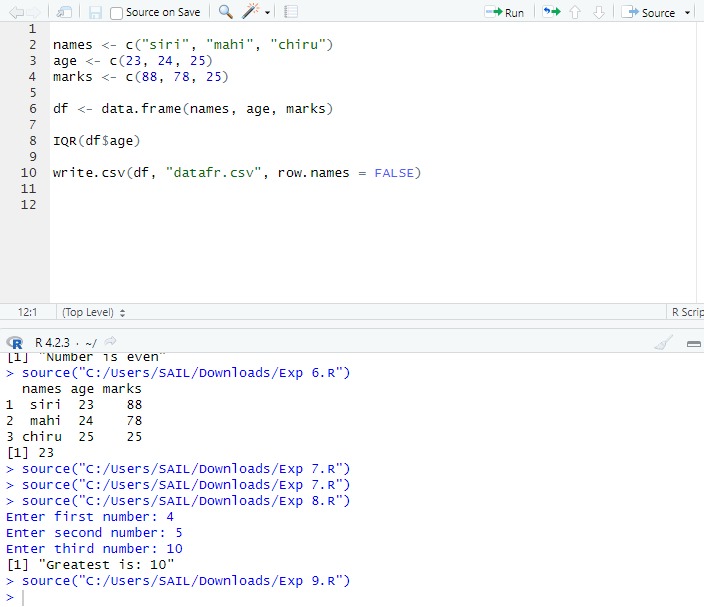 Source on Save Run Source
1
2 names <- c("siri", "mahi", "chiru")
3 age <- c(23, 24, 25)
4 marks <- c(88, 78, 25)
5
6 df <- data.frame(names, age, marks)
7
8 IQR(df$age)
9
10 write.csv(df, "datafr.csv", row.names = FALSE)
11
12
12:1 (Top Level) R Scrip
R R 4.2.3 · ~/
[1] "Number is even"
> source("C:/Users/SAIL/Downloads/Exp 6.R")
names age marks
1 siri 23 88
2 mahi 24 78
3 chiru 25 25
[1] 23
> source("C:/Users/SAIL/Downloads/Exp 7.R")
> source("C:/Users/SAIL/Downloads/Exp 7.R")
> source("C:/Users/SAIL/Downloads/Exp 8.R")
Enter first number: 4
Enter second number: 5
Enter third number: 10
[1] "Greatest is: 10"
> source("C:/Users/SAIL/Downloads/Exp 9.R")
>